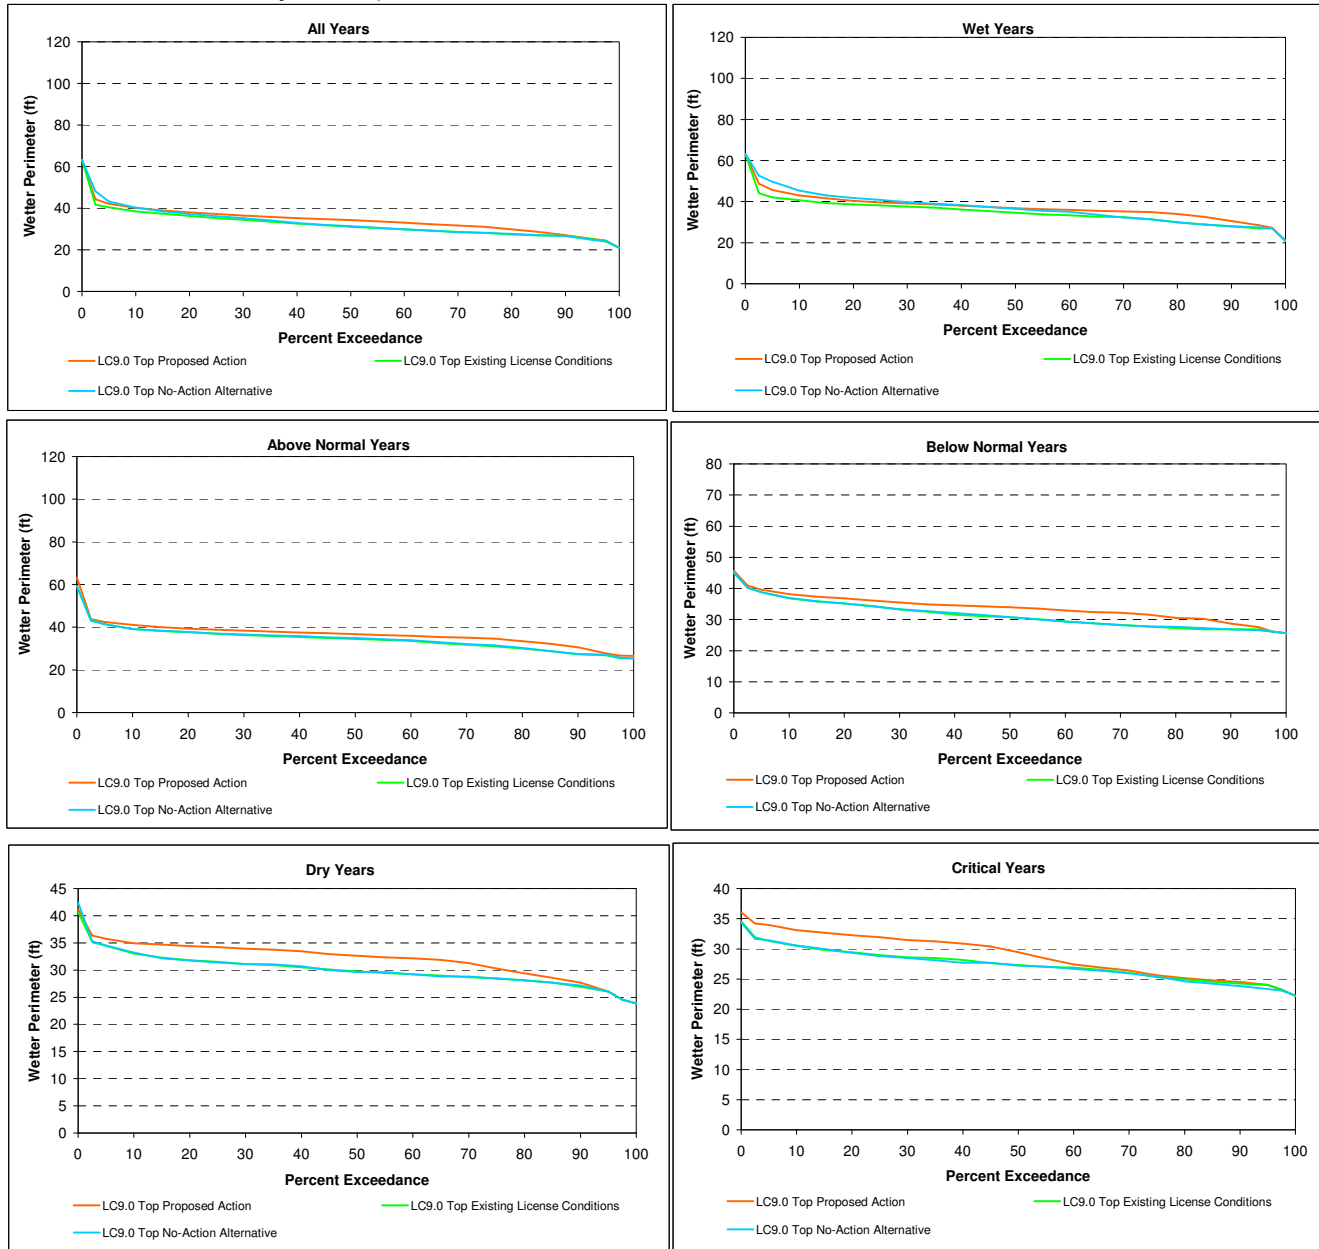 All Years
120
100
80
60
40
20
0
Wetter Perimeter (ft)
0 10 20 30 40 50 60 70 80 90 100
Percent Exceedance
LC9.0 Top Proposed Action LC9.0 Top Existing License Conditions
LC9.0 Top No-Action Alternative
Wet Years
120
100
80
60
40
20
0
Wetter Perimeter (ft)
0 10 20 30 40 50 60 70 80 90 100
Percent Exceedance
LC9.0 Top Proposed Action LC9.0 Top Existing License Conditions
LC9.0 Top No-Action Alternative
Above Normal Years
120
100
80
60
40
20
0
Wetter Perimeter (ft)
0 10 20 30 40 50 60 70 80 90 100
Percent Exceedance
LC9.0 Top Proposed Action LC9.0 Top Existing License Conditions
LC9.0 Top No-Action Alternative
Below Normal Years
80
70
60
50
40
30
20
10
0
Wetter Perimeter (ft)
0 10 20 30 40 50 60 70 80 90 100
Percent Exceedance
LC9.0 Top Proposed Action LC9.0 Top Existing License Conditions
LC9.0 Top No-Action Alternative
Dry Years
45
40
35
30
25
20
15
10
5
0
Wetter Perimeter (ft)
0 10 20 30 40 50 60 70 80 90 100
Percent Exceedance
LC9.0 Top Proposed Action LC9.0 Top Existing License Conditions
LC9.0 Top No-Action Alternative
Critical Years
40
35
30
25
20
15
10
5
0
Wetter Perimeter (ft)
0 10 20 30 40 50 60 70 80 90 100
Percent Exceedance
LC9.0 Top Proposed Action LC9.0 Top Existing License Conditions
LC9.0 Top No-Action Alternative